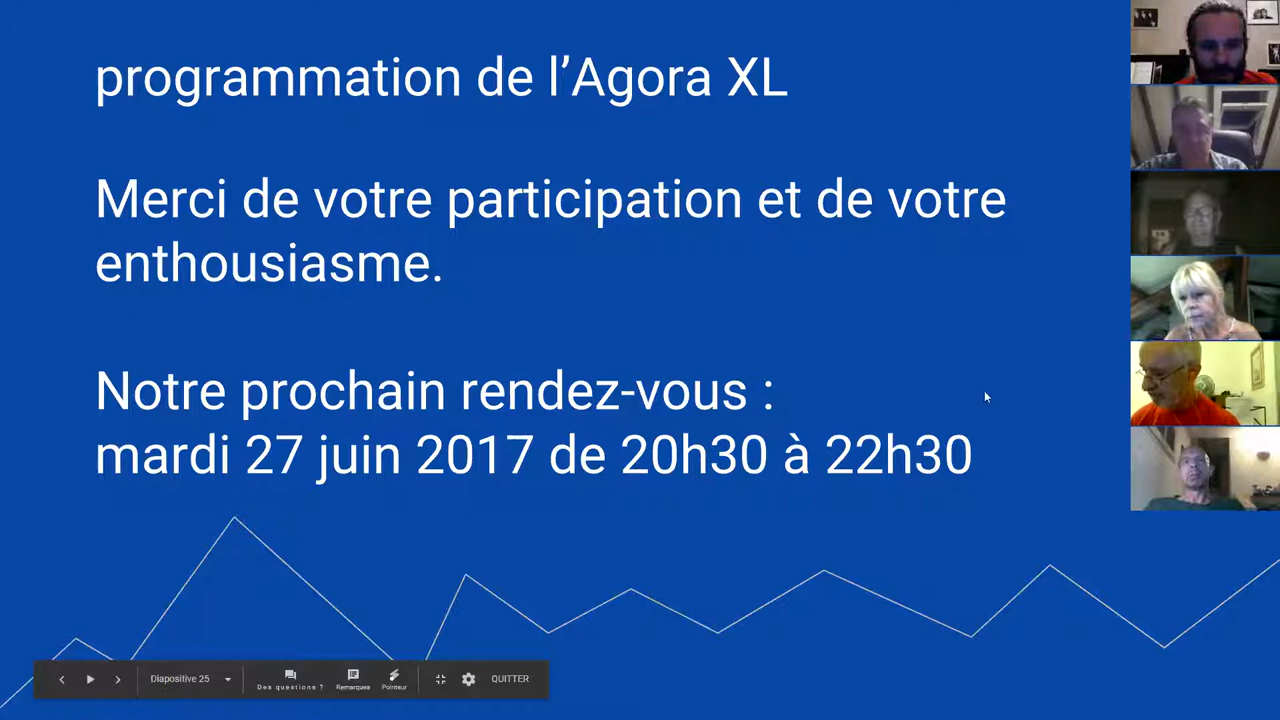 programmation de l’Agora XL
Merci de votre participation et de votre
enthousiasme.
Notre prochain rendez-vous :
mardi 27 juin 2017 de 20h30 à 22h30
Diapositive 25
Des questions ?
Remarques
Pointeur
QUITTER